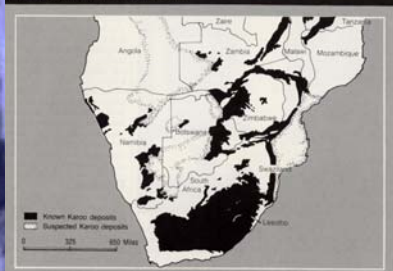 Zaire
Tanzania
Angola
Zambia
Malawi
Mozambique
Zimbabwe
Namibia
Botswana
Swaziland
South
Africa
Lesotho
Known Karoo deposits
Suspected Karoo deposits
0 325 650 Miles